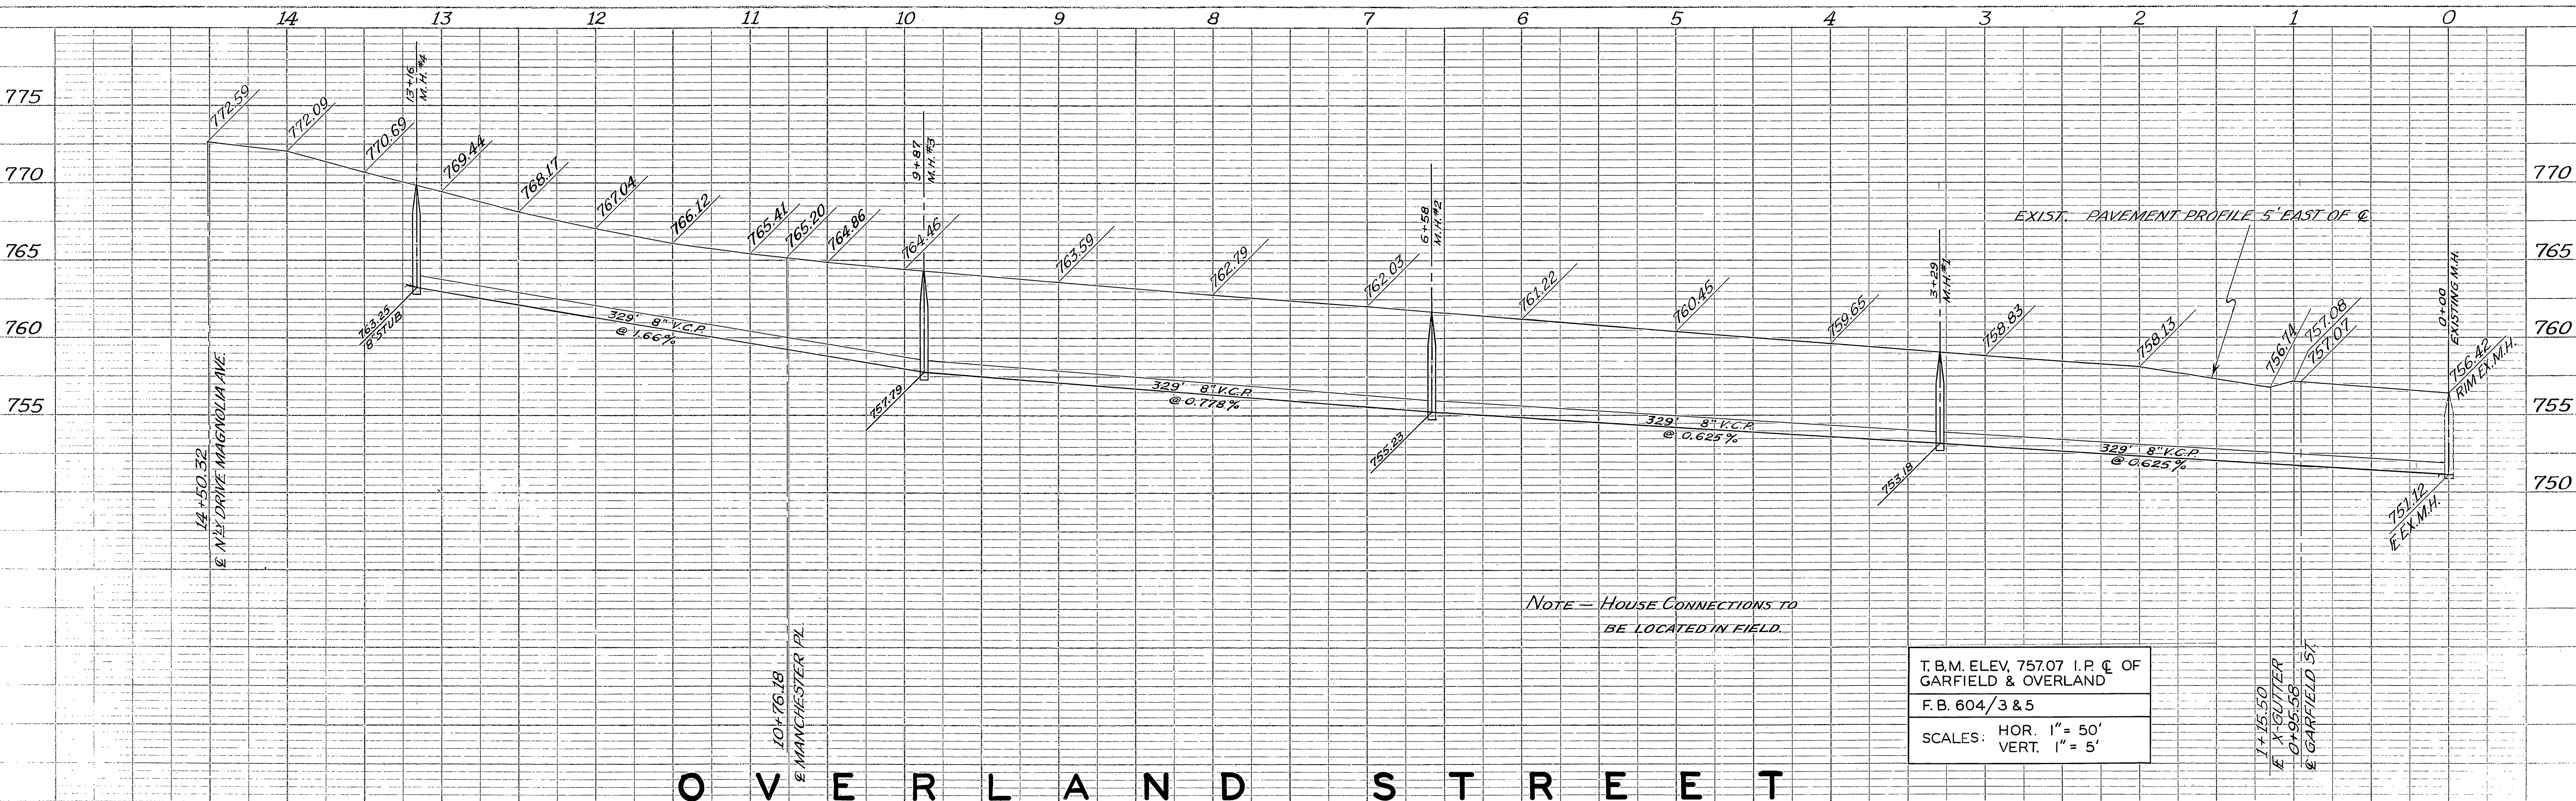 14 13 12 11 10 9 8 7 6 5 4 3 2 1 0
775
770
765
760
755
770
765
760
755
750
772.59
772.09
770.69
13+16
M.H. #4
769.44
768.17
767.04
766.12
765.41
765.20
764.86
9+87
M.H. #3
764.46
763.59
762.79
762.03
6+58
M.H. #2
761.22
760.45
759.65
3+29
M.H. #1
758.83
758.13
EXIST. PAVEMENT PROFILE 5' EAST OF ℄
756.74
757.08
757.07
0+00
EXISTING M.H.
756.42
RIM EX. M.H.
763.25
8" STUB
329' 8" V.C.P.
@ 1.66%
757.79
329' 8" V.C.P.
@ 0.778%
755.23
329' 8" V.C.P.
@ 0.625%
753.18
329' 8" V.C.P.
@ 0.625%
751.12
EX. M.H.
14+50.32
℄ N'LY DRIVE MAGNOLIA AVE.
10+76.18
℄ MANCHESTER PL.
NOTE — HOUSE CONNECTIONS TO
BE LOCATED IN FIELD.
T.B.M. ELEV. 757.07 I.P. ℄ OF
GARFIELD & OVERLAND
F.B. 604/3 & 5
SCALES: HOR. 1" = 50'
VERT. 1" = 5'
1+15.50
X-GUTTER
0+95.58
℄ GARFIELD ST.
OVERLAND STREET